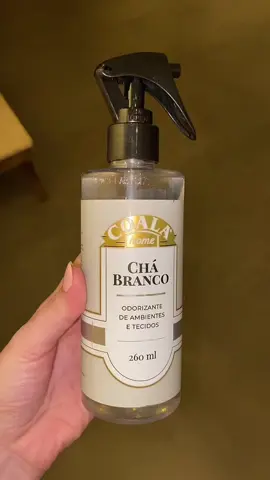 COALA
home
CHÁ
BRANCO
ODORIZANTE
DE AMBIENTES
E TECIDOS
260 ml